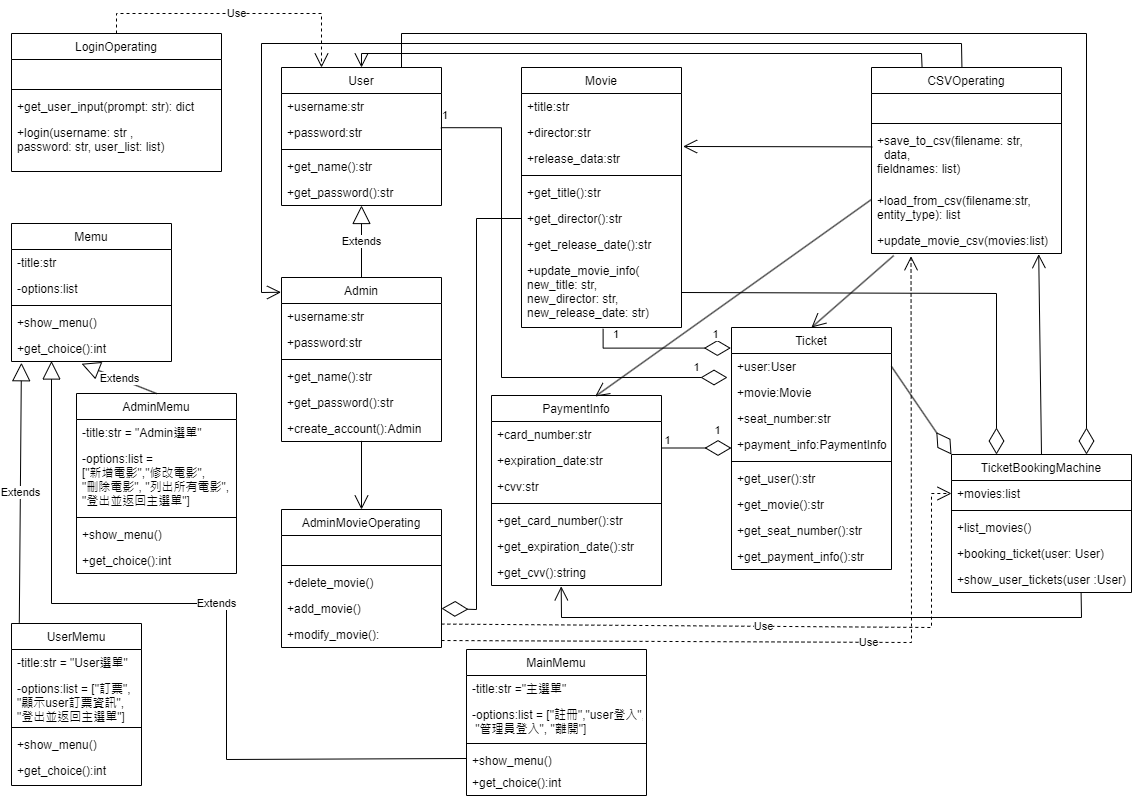 Use
LoginOperating
+get_user_input(prompt: str): dict
+login(username: str ,
password: str, user_list: list)
User
+username:str
+password:str
+get_name():str
+get_password():str
1
Extends
Movie
+title:str
+director:str
+release_data:str
+get_title():str
+get_director():str
+get_release_date():str
+update_movie_info(
new_title: str,
new_director: str,
new_release_date: str)
1
1
1
CSVOperating
+save_to_csv(filename: str,
data,
fieldnames: list)
+load_from_csv(filename:str,
entity_type): list
+update_movie_csv(movies:list)
Memu
-title:str
-options:list
+show_menu()
+get_choice():int
Extends
Admin
+username:str
+password:str
+get_name():str
+get_password():str
+create_account():Admin
Ticket
+user:User
+movie:Movie
+seat_number:str
+payment_info:PaymentInfo
+get_user():str
+get_movie():str
+get_seat_number():str
+get_payment_info():str
AdminMemu
-title:str = "Admin選單"
-options:list =
["新增電影","修改電影",
"刪除電影", "列出所有電影",
"登出並返回主選單"]
+show_menu()
+get_choice():int
Extends
PaymentInfo
+card_number:str
+expiration_date:str
+cvv:str
+get_card_number():str
+get_expiration_date():str
+get_cvv():string
1
1
TicketBookingMachine
+movies:list
+list_movies()
+booking_ticket(user: User)
+show_user_tickets(user :User)
AdminMovieOperating
+delete_movie()
+add_movie()
+modify_movie():
Use
Use
Extends
UserMemu
-title:str = "User選單"
-options:list = ["訂票",
"顯示user訂票資訊",
"登出並返回主選單"]
+show_menu()
+get_choice():int
MainMemu
-title:str ="主選單"
-options:list = ["註冊","user登入"
"管理員登入", "離開"]
+show_menu()
+get_choice():int